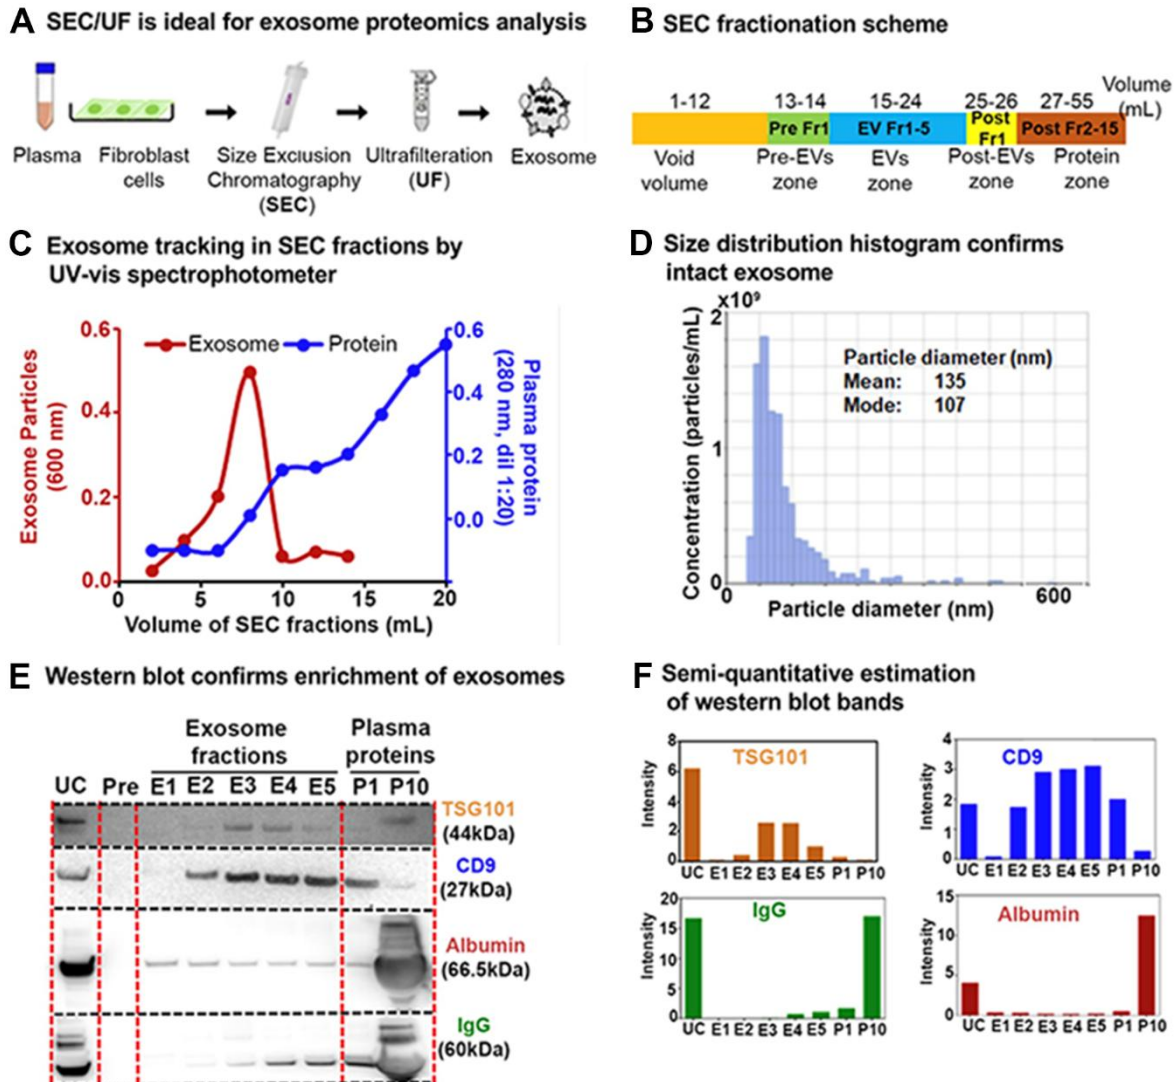 A SEC/UF is ideal for exosome proteomics analysis
Plasma
Fibroblast
cells
Size Exclusion
Chromatography
(SEC)
Ultrafilteration
(UF)
Exosome
B SEC fractionation scheme
Volume
(mL)
1-12 13-14 15-24 25-26 27-55
Pre Fr1 EV Fr1-5 Post
Fr1 Post Fr2-15
Void
volume
Pre-EVs
zone
EVs
zone
Post-EVs
zone
Protein
zone
C Exosome tracking in SEC fractions by
UV-vis spectrophotometer
Exosome Particles
(600 nm)
0.6
0.4
0.2
0.0
Exosome Protein
0.6
0.4
0.2
0.0
Plasma protein
(280 nm, dil 1:20)
0 5 10 15 20
Volume of SEC fractions (mL)
D Size distribution histogram confirms
intact exosome
x10⁹
Concentration (particles/mL)
2
1
0
Particle diameter (nm)
Mean: 135
Mode: 107
0 600
Particle diameter (nm)
E Western blot confirms enrichment of exosomes
Exosome
fractions
Plasma
proteins
UC Pre E1 E2 E3 E4 E5 P1 P10
TSG101
(44kDa)
CD9
(27kDa)
Albumin
(66.5kDa)
IgG
(60kDa)
F Semi-quantitative estimation
of western blot bands
TSG101
Intensity
8
6
4
2
0
UC E1 E2 E3 E4 E5 P1 P10
CD9
Intensity
4
3
2
1
0
UC E1 E2 E3 E4 E5 P1 P10
IgG
Intensity
20
15
10
5
0
UC E1 E2 E3 E4 E5 P1 P10
Albumin
Intensity
15
10
5
0
UC E1 E2 E3 E4 E5 P1 P10